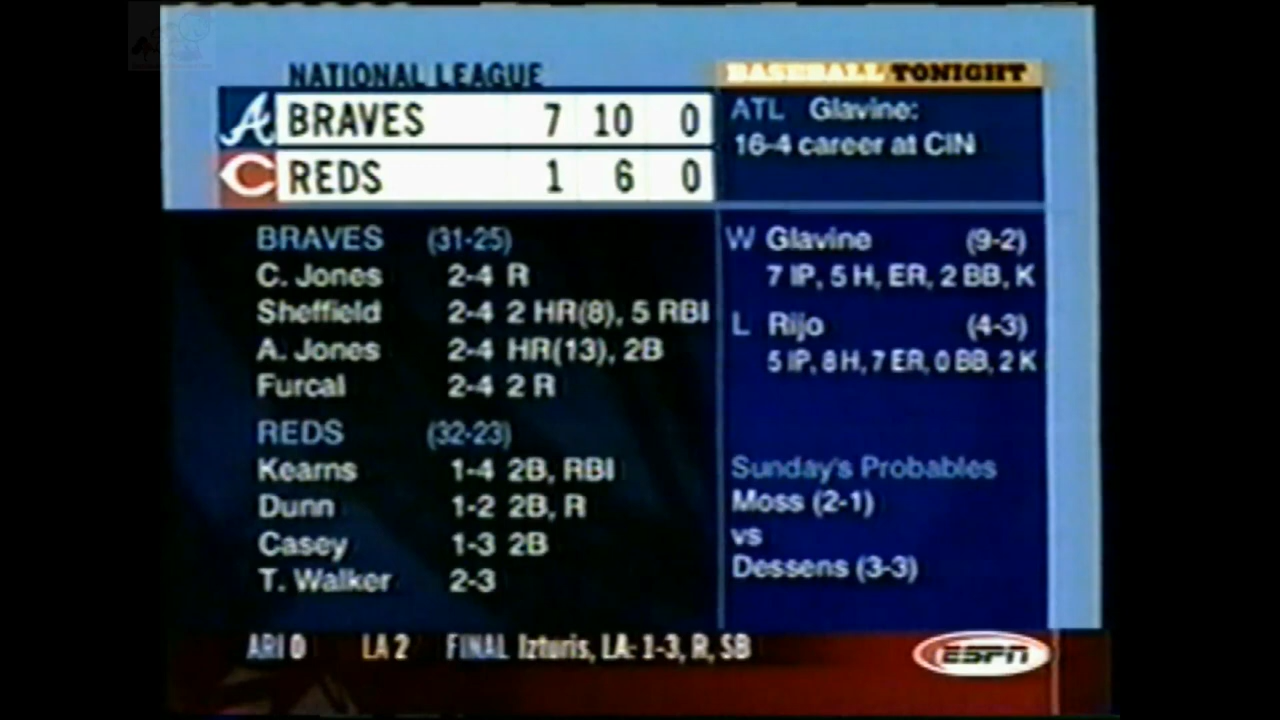 NATIONAL LEAGUE
BASEBALL TONIGHT
BRAVES 7 10 0
REDS 1 6 0
ATL Glavine:
16-4 career at CIN
BRAVES (31-25)
C. Jones 2-4 R
Sheffield 2-4 2 HR(8), 5 RBI
A. Jones 2-4 HR(13), 2B
Furcal 2-4 2 R
REDS (32-23)
Kearns 1-4 2B, RBI
Dunn 1-2 2B, R
Casey 1-3 2B
T. Walker 2-3
W Glavine (9-2)
7 IP, 5 H, ER, 2 BB, K
L Rijo (4-3)
5 IP, 8 H, 7 ER, 0 BB, 2 K
Sunday's Probables
Moss (2-1)
vs
Dessens (3-3)
ARI 0 LA 2 FINAL Izturis, LA: 1-3, R, SB
ESPN